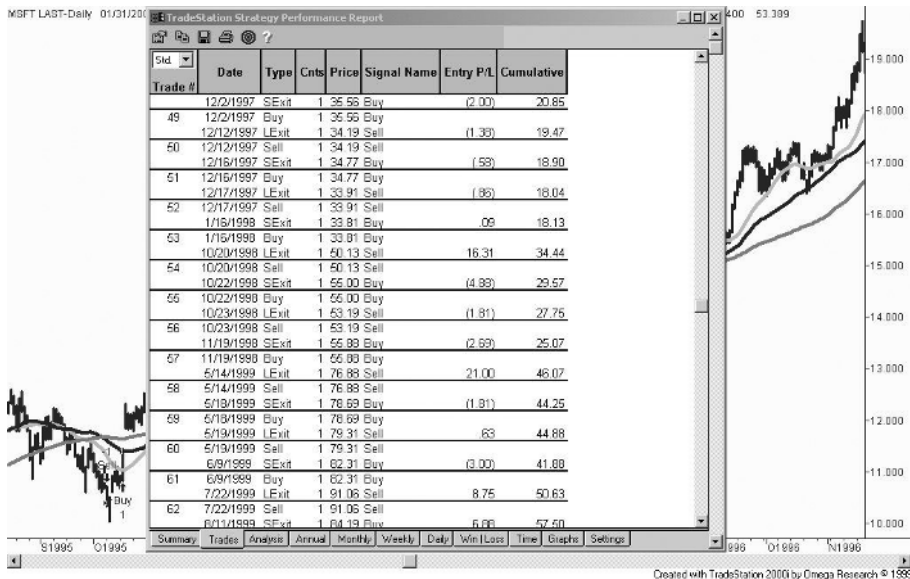 MSFT LAST-Daily 01/31/200
TradeStation Strategy Performance Report
400 53.389
Std.
Trade # Date Type Cnts Price Signal Name Entry P/L Cumulative
12/2/1997 SExit 1 35.56 Buy (2.00) 20.85
49 12/2/1997 Buy 1 35.56 Buy
12/12/1997 LExit 1 34.19 Sell (1.38) 19.47
50 12/12/1997 Sell 1 34.19 Sell
12/16/1997 SExit 1 34.77 Buy (.58) 18.90
51 12/16/1997 Buy 1 34.77 Buy
12/17/1997 LExit 1 33.91 Sell (.86) 18.04
52 12/17/1997 Sell 1 33.91 Sell
1/16/1998 SExit 1 33.81 Buy .09 18.13
53 1/16/1998 Buy 1 33.81 Buy
10/20/1998 LExit 1 50.13 Sell 16.31 34.44
54 10/20/1998 Sell 1 50.13 Sell
10/22/1998 SExit 1 55.00 Buy (4.88) 29.57
55 10/22/1998 Buy 1 55.00 Buy
10/23/1998 LExit 1 53.19 Sell (1.81) 27.75
56 10/23/1998 Sell 1 53.19 Sell
11/19/1998 SExit 1 55.88 Buy (2.69) 25.07
57 11/19/1998 Buy 1 55.88 Buy
5/14/1999 LExit 1 76.88 Sell 21.00 46.07
58 5/14/1999 Sell 1 76.88 Sell
5/18/1999 SExit 1 78.69 Buy (1.81) 44.25
59 5/18/1999 Buy 1 78.69 Buy
5/19/1999 LExit 1 79.31 Sell .63 44.88
60 5/19/1999 Sell 1 79.31 Sell
6/9/1999 SExit 1 82.31 Buy (3.00) 41.88
61 6/9/1999 Buy 1 82.31 Buy
7/22/1999 LExit 1 91.06 Sell 8.75 50.63
62 7/22/1999 Sell 1 91.06 Sell
8/11/1999 SExit 1 84.19 Buy 6.88 57.50
Summary Trades Analysis Annual Monthly Weekly Daily Win | Loss Time Graphs Settings
19.000
18.000
17.000
16.000
15.000
14.000
13.000
12.000
11.000
10.000
Buy
1
S1995 O1995
996 O1996 N1996
Created with TradeStation 2000i by Omega Research © 1999